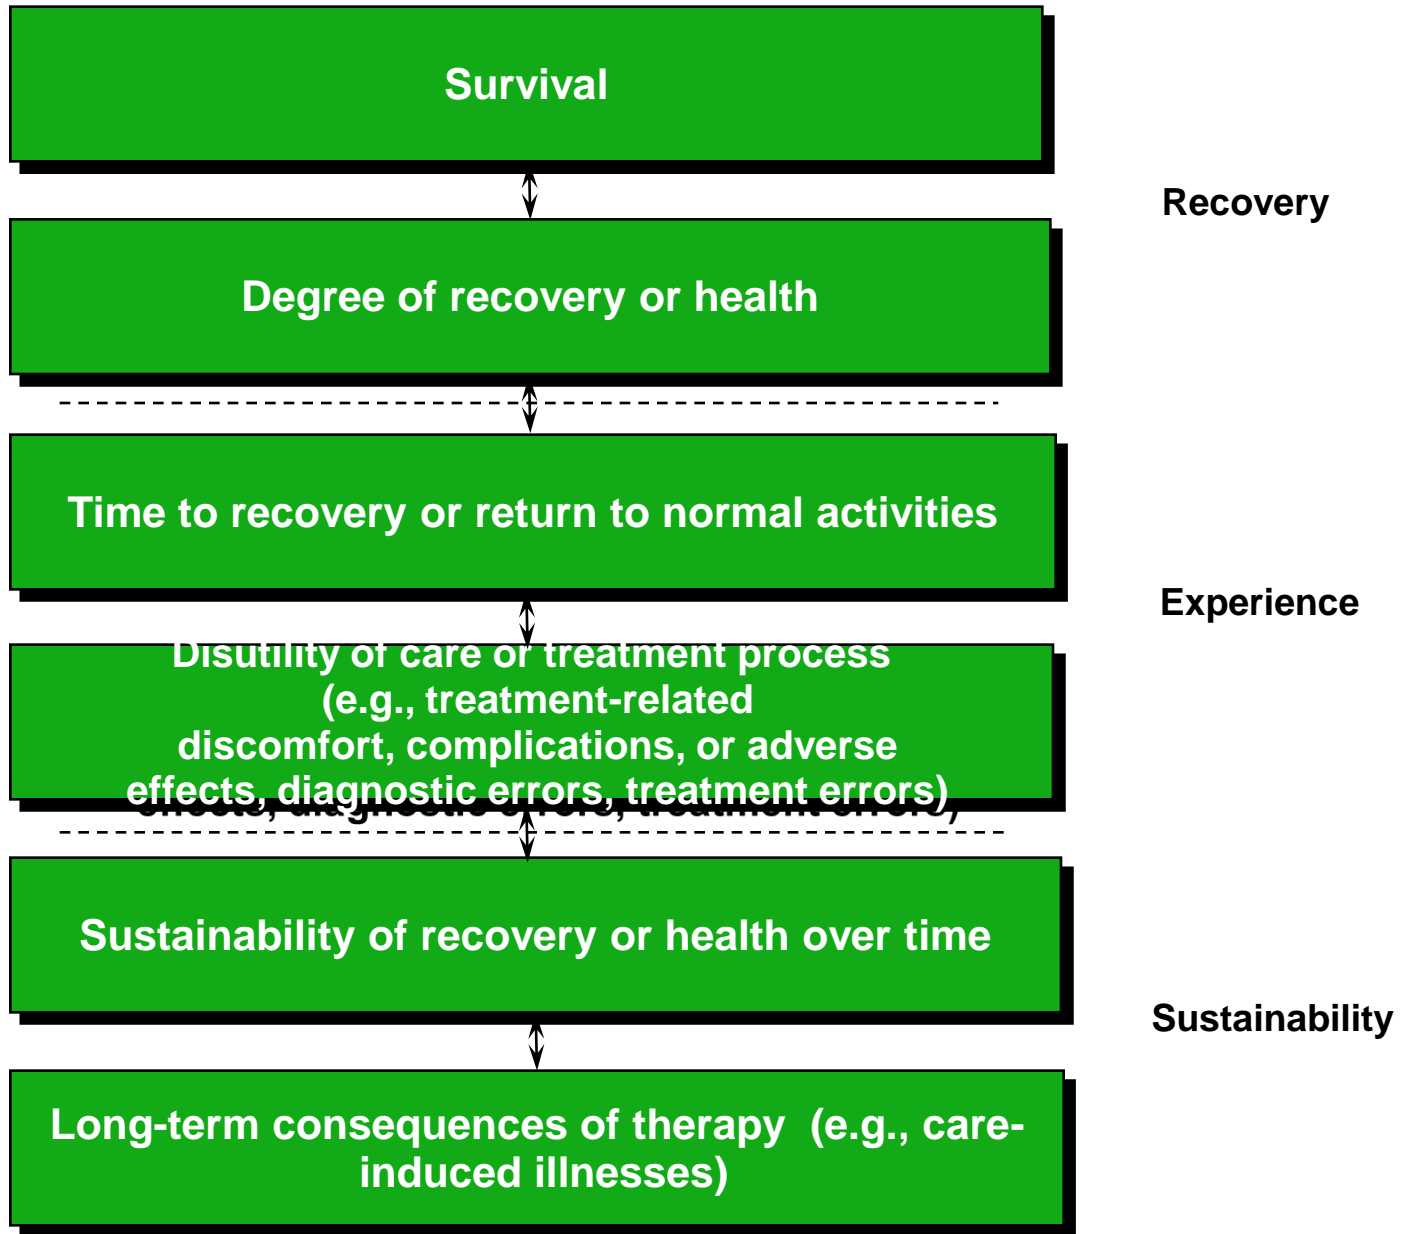 Survival
Recovery
Degree of recovery or health
Time to recovery or return to normal activities
Experience
Disutility of care or treatment process
(e.g., treatment-related
discomfort, complications, or adverse
effects, diagnostic errors, treatment errors)
Sustainability of recovery or health over time
Sustainability
Long-term consequences of therapy (e.g., care-
induced illnesses)